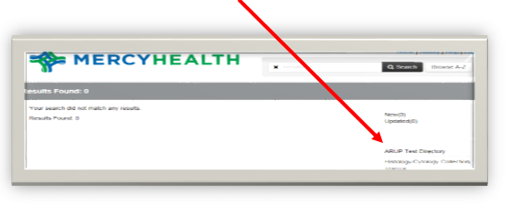 MERCYHEALTH
Search
Browse A-Z
Results Found: 0
Your search did not match any results.
Results Found: 0
New(0)
Updated(0)
ARUP Test Directory
Histology/Cytology Collection